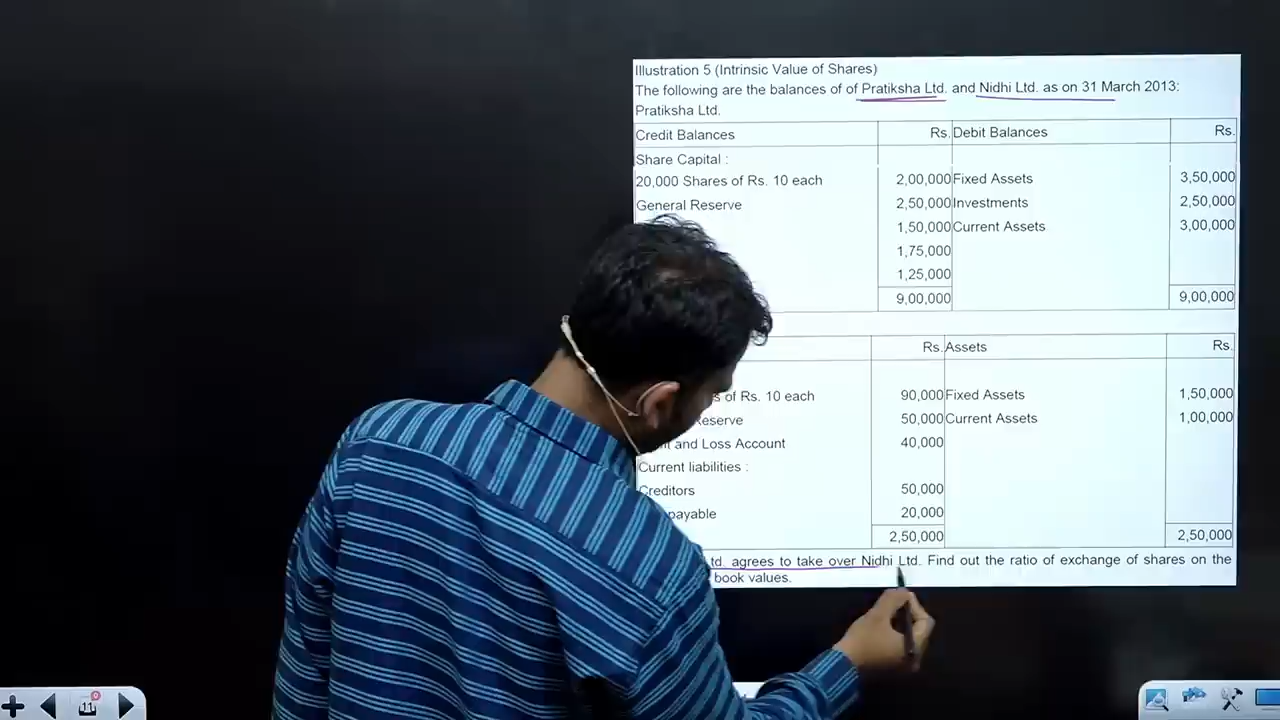 Illustration 5 (Intrinsic Value of Shares)
The following are the balances of of Pratiksha Ltd. and Nidhi Ltd. as on 31 March 2013:
Pratiksha Ltd.
Credit Balances Rs. Debit Balances Rs.
Share Capital :
20,000 Shares of Rs. 10 each 2,00,000 Fixed Assets 3,50,000
General Reserve 2,50,000 Investments 2,50,000
1,50,000 Current Assets 3,00,000
1,75,000
1,25,000
9,00,000 9,00,000
Rs. Assets Rs.
of Rs. 10 each 90,000 Fixed Assets 1,50,000
50,000 Current Assets 1,00,000
and Loss Account 40,000
Current liabilities :
Creditors 50,000
payable 20,000
2,50,000 2,50,000
agrees to take over Nidhi Ltd. Find out the ratio of exchange of shares on the
book values.
11
0